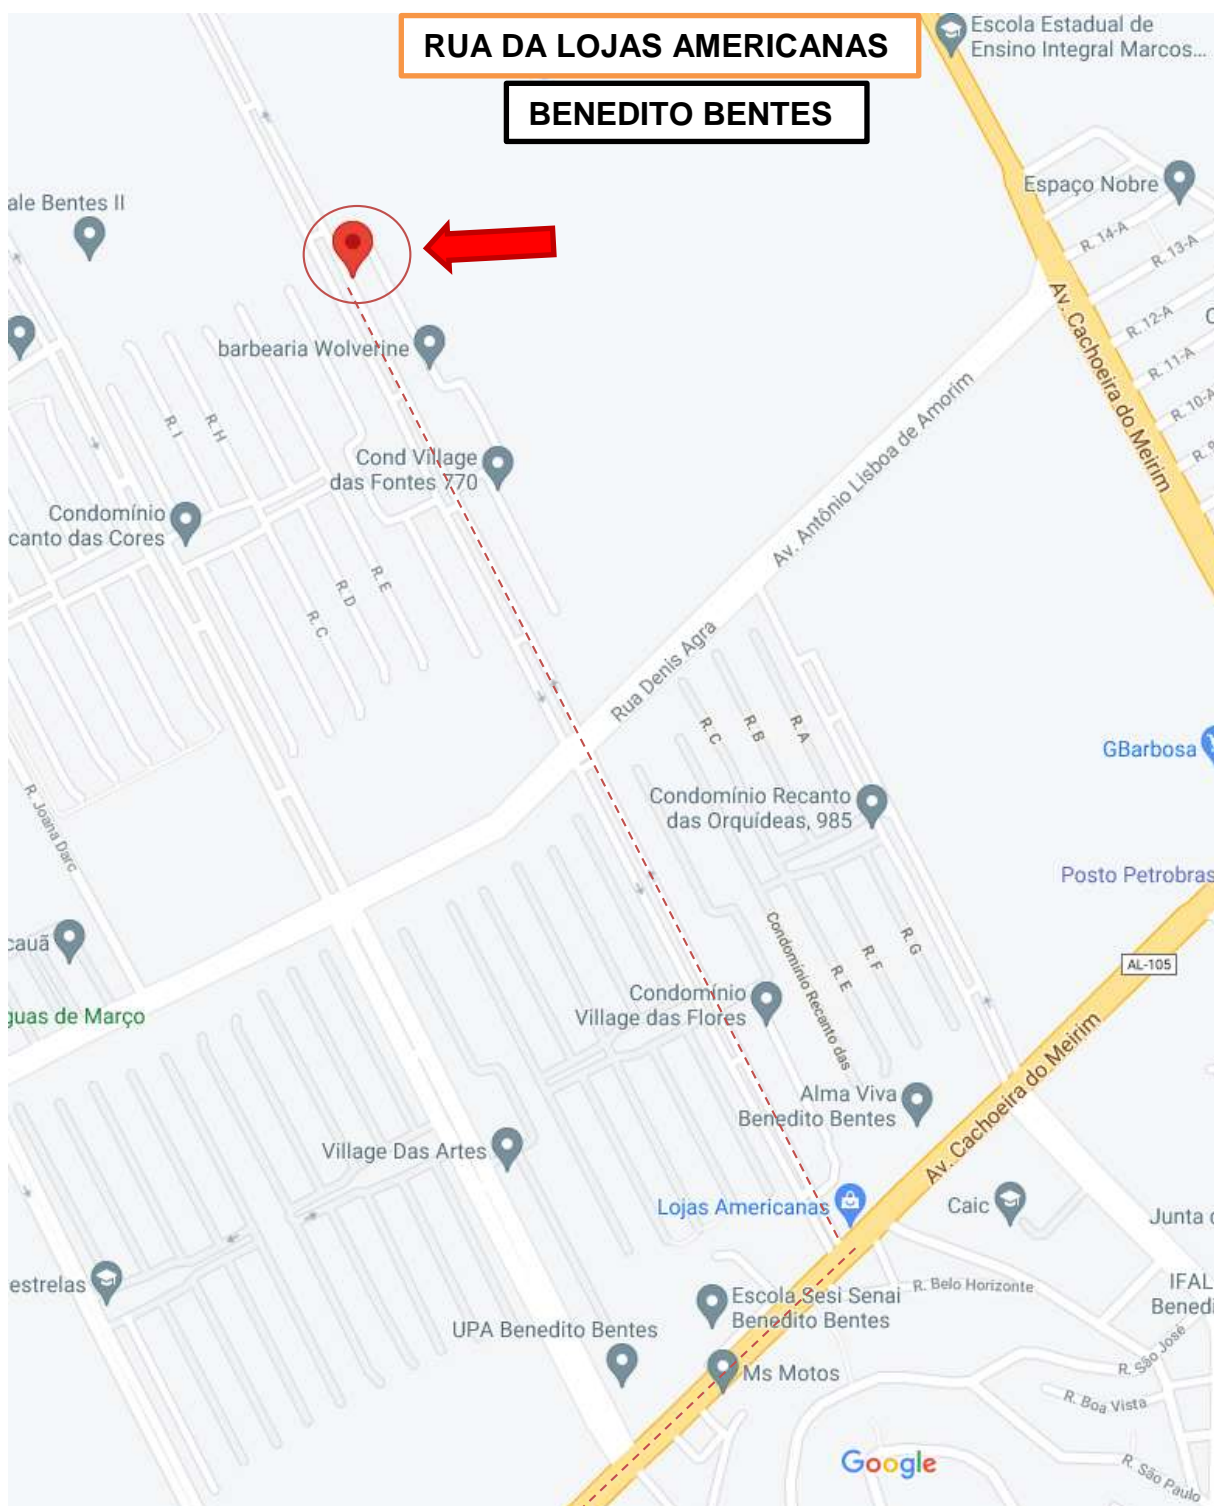 RUA DA LOJAS AMERICANAS
BENEDITO BENTES
Escola Estadual de
Ensino Integral Marcos...
ale Bentes II
Espaço Nobre
R. 14-A
R. 13-A
R. 12-A
R. 11-A
R. 10-A
Av. Cachoeira do Meirim
barbearia Wolverine
R. I
R. H
Cond Village
das Fontes 770
Condomínio
canto das Cores
R. E
R. D
R. C
Av. Antônio Lisboa de Amorim
Rua Denis Agra
R. A
R. B
R. C
GBarbosa
R. Joana Darc
Condomínio Recanto
das Orquídeas, 985
Posto Petrobras
cauã
AL-105
R. G
R. F
R. E
Condomínio Recanto das
Condomínio
Village das Flores
guas de Março
Av. Cachoeira do Meirim
Alma Viva
Benedito Bentes
Village Das Artes
Lojas Americanas
Caic
Junta
estrelas
R. Belo Horizonte
IFAL
Benedi
Escola Sesi Senai
Benedito Bentes
UPA Benedito Bentes
R. São José
Ms Motos
R. Boa Vista
Google
R. São Paulo